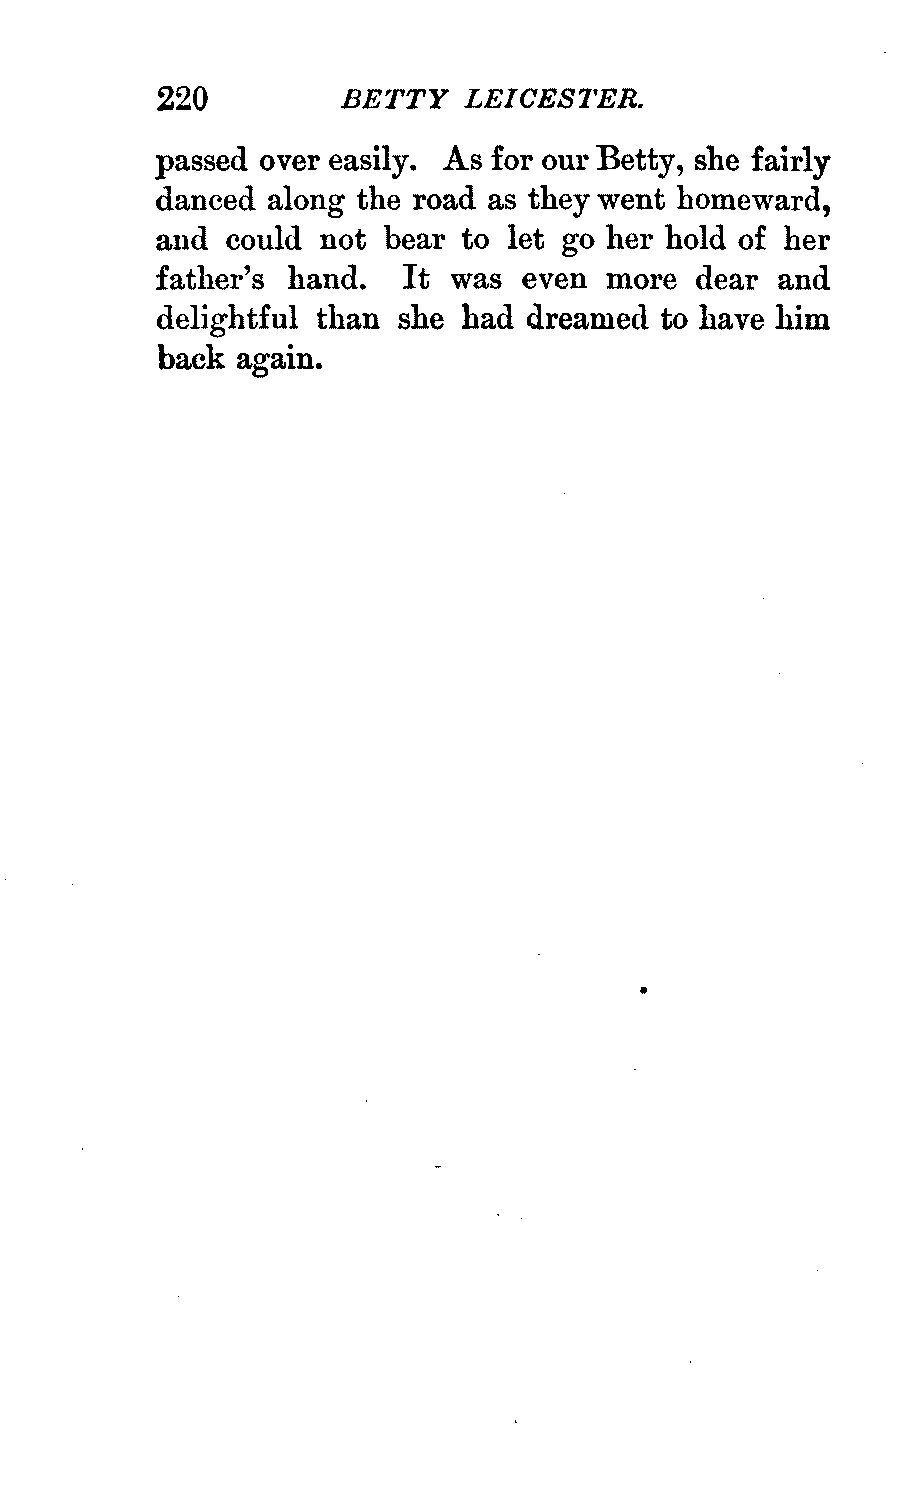 220 BETTY LEICESTER.
passed over easily. As for our Betty, she fairly
danced along the road as they went homeward,
and could not bear to let go her hold of her
father's hand. It was even more dear and
delightful than she had dreamed to have him
back again.